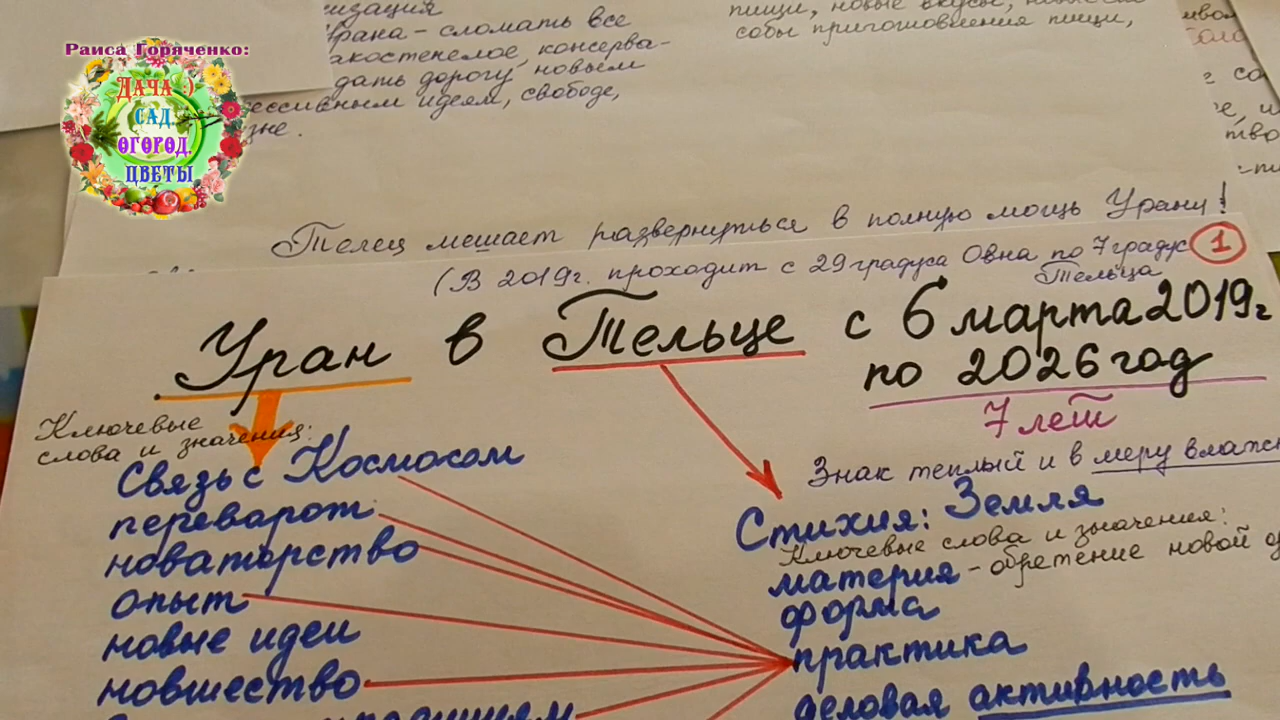 Раиса Горяченко:
Дача :)
сад,
огород,
цветы
сломать все
консерва-
дать дорогу новым
идеям, свободе,
пищи, новые вкусы,
собы приготовления пищи,
Телец мешает развернуться в полную мощь Урану!
(В 2019г. проходит с 29 градуса Овна по 7 градус
Тельца
1
Уран в Тельце с 6 марта 2019г
по 2026 год
7 лет
Ключевые
слова и значения:
Связь с Космосом
переворот
новаторство
опыт
новые идеи
новшество
Знак теплый и в меру
Стихия: Земля
Ключевые слова и значения:
материя - обретение новой
форма
практика
деловая активность